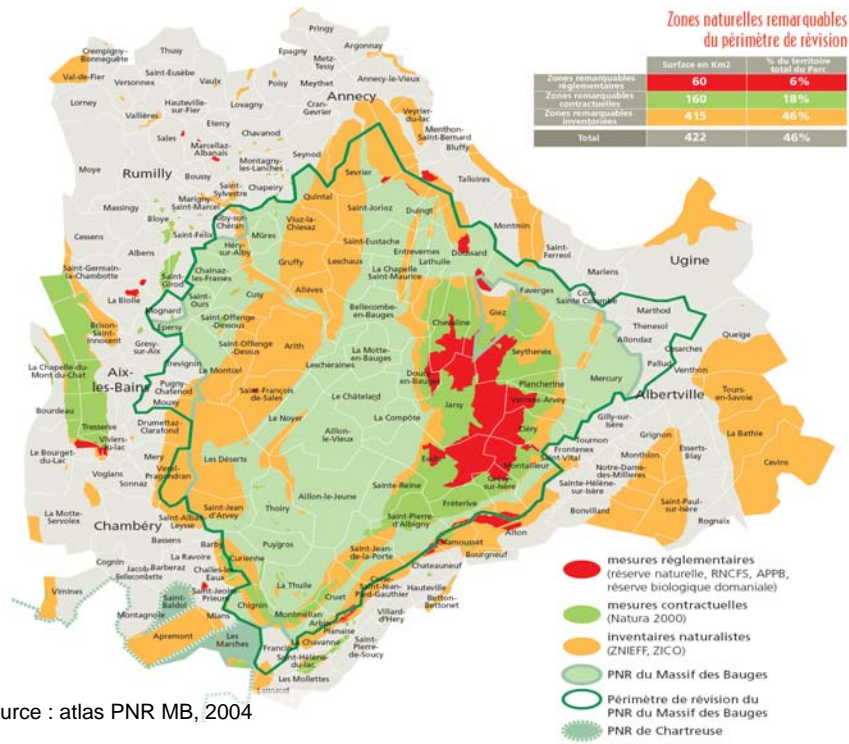 Zones naturelles remarquables
du périmètre de révision
Surface en Km2
% du territoire
total du Parc
Zones remarquables
réglementaires
60
6%
Zones remarquables
contractuelles
160
18%
Zones remarquables
inventoriées
415
46%
Total
422
46%
Pringy
Argonay
Crempigny-
Bonneguête
Thusy
Epagny
Metz-
Tessy
Val-de-Fier
Saint-Eusèbe
Versonnex
Vaulx
Poisy
Meythet
Annecy-le-Vieux
Lornay
Hauteville-
sur-Fier
Lovagny
Cran-
Gevrier
Annecy
Vallières
Etercy
Veyrier-
du-lac
Sales
Chavanod
Menthon-
Saint-Bernard
Marcellaz-
Albanais
Montagny-
les-Lanches
Seynod
Bluffy
Moye
Rumilly
Boussy
Sevrier
Talloires
Saint-
Sylvestre
Chapeiry
Quintal
Massingy
Marigny-
Saint-Marcel
Alby-sur-
Chéran
Saint-Jorioz
Duingt
Montmin
Bloye
Viuz-la-
Chiesaz
Cessens
Saint-Félix
Mûres
Saint-Eustache
Entrevernes
Doussard
Saint-
Ferreol
Ugine
Albens
Héry-
sur-Alby
Gruffy
Leschaux
Lathuile
Saint-Germain-
la-Chambotte
Chainaz-
les-Frasses
La Chapelle
Saint-Maurice
Marlens
Saint-
Girod
Cusy
Allèves
Faverges
Cons
Sainte Colombe
La Biolle
Saint-
Ours
Bellecombe-
en-Bauges
Giez
Marthod
Mognard
Saint-Offenge-
Dessous
Chevaline
Thenesol
Queige
Brison-
Saint-
Innocent
Epersy
Allondaz
Gresy-
sur-Aix
Saint-Offenge-
Dessus
Arith
La Motte-
en-Bauges
Seythenex
Cesarches
Trevignin
Lescheraines
Pallud
Venthon
La Chapelle-du-
Mont du-Chat
Aix-
les-Bains
Le Montcel
Doucy-
en-Bauges
Plancherine
Mercury
Tours-
en-Savoie
Pugny-
Chatenod
Saint-François
de-Sales
Le Châtelard
Jarsy
Verrens-Arvey
Albertville
Bourdeau
Mouxy
Gilly-sur-
Isère
Tresserve
Drumettaz-
Clarafond
Le Noyer
La Compôte
Cléry
La Bathie
Viviers-
du-lac
Aillon-
le-Vieux
Tournon
Grignon
Le Bourget-
du-Lac
Mery
Les Déserts
Frontenex
Saint-Vital
Esserts-
Blay
Cevins
Voglans
Verel-
Pragondran
École
Montailleur
Monthion
Sonnaz
Sainte-Reine
Grésy-
sur-Isère
Notre-Dame-
des-Millieres
Aillon-le-Jeune
Sainte-Hélène-
sur-Isère
Saint-Paul-
sur-Isère
La Motte-
Servolex
Saint-Alban
Leysse
Saint-Jean
d'Arvey
Thoiry
Fréterive
Bonvillard
Rognaix
Chambéry
Saint-Pierre-
d'Albigny
Aiton
Bassens
Barby
Puygros
Chamousset
Bourgneuf
Cognin
La Ravoire
Curienne
Saint-Jean-
de-la-Porte
Chateauneuf
Jacob-
Bellecombette
Barberaz
Challes-les-
Eaux
La Thuile
Hauteville
Vimines
Saint-
Baldoph
Saint-Jeoire-
Prieuré
Cruet
Saint-Jean-
Pied-Gauthier
Betton-
Bettonet
Montagnole
Chignin
Montmélian
Arbin
Villard-
d'Hery
Myans
Planaise
Apremont
La Chavanne
Saint-
Pierre-
de-Soucy
Les
Marches
Francin
Saint-Hélène-
du-lac
Les Mollettes
mesures réglementaires
(réserve naturelle, RNCFS, APPB,
réserve biologique domaniale)
mesures contractuelles
(Natura 2000)
inventaires naturalistes
(ZNIEFF, ZICO)
PNR du Massif des Bauges
Périmètre de révision du
PNR du Massif des Bauges
PNR de Chartreuse
urce : atlas PNR MB, 2004